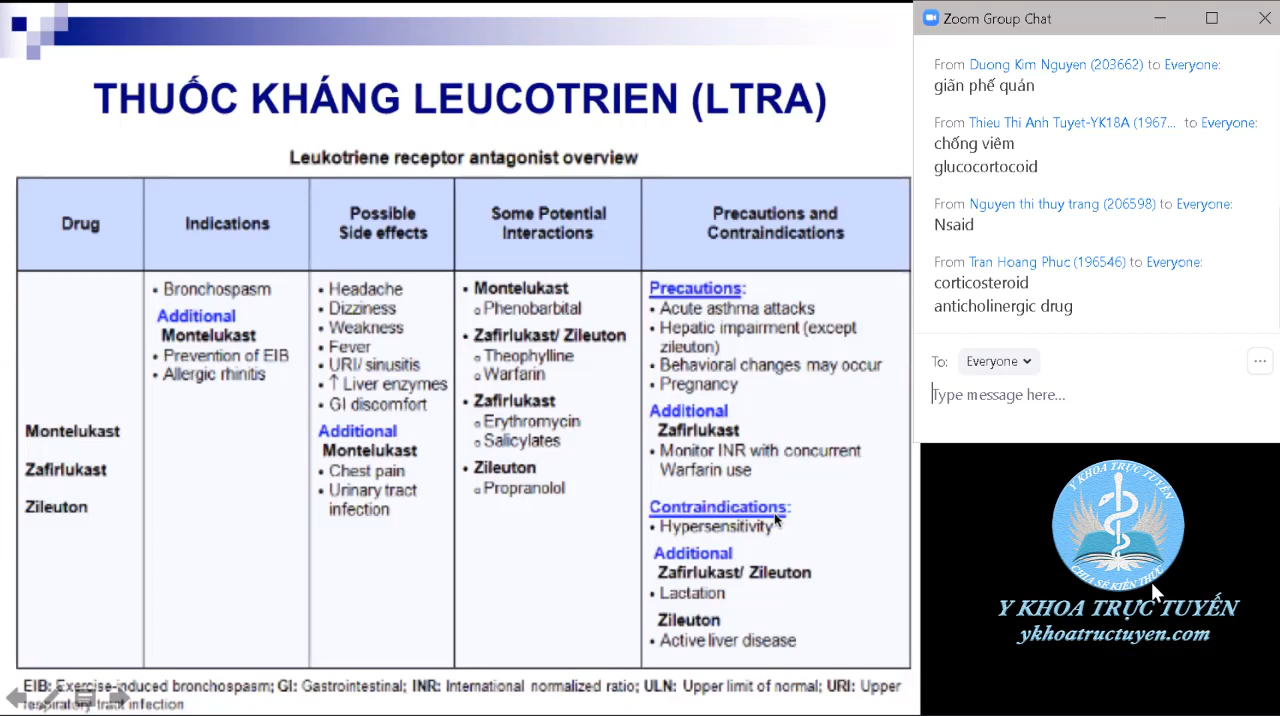 THUỐC KHÁNG LEUCOTRIEN (LTRA)
Leukotriene receptor antagonist overview
Drug
Indications
Possible
Side effects
Some Potential
Interactions
Precautions and
Contraindications
Montelukast
Zafirlukast
Zileuton
• Bronchospasm
Additional
Montelukast
• Prevention of EIB
• Allergic rhinitis
• Headache
• Dizziness
• Weakness
• Fever
• URI/ sinusitis
• ↑ Liver enzymes
• GI discomfort
Additional
Montelukast
• Chest pain
• Urinary tract
infection
• Montelukast
o Phenobarbital
• Zafirlukast/ Zileuton
o Theophylline
o Warfarin
• Zafirlukast
o Erythromycin
o Salicylates
• Zileuton
o Propranolol
Precautions:
• Acute asthma attacks
• Hepatic impairment (except
zileuton)
• Behavioral changes may occur
• Pregnancy
Additional
Zafirlukast
• Monitor INR with concurrent
Warfarin use
Contraindications:
• Hypersensitivity
Additional
Zafirlukast/ Zileuton
• Lactation
Zileuton
• Active liver disease
EIB: Exercise-induced bronchospasm; GI: Gastrointestinal; INR: International normalized ratio; ULN: Upper limit of normal; URI: Upper
respiratory tract infection
Zoom Group Chat
From Duong Kim Nguyen (203662) to Everyone:
giãn phế quản
From Thieu Thi Anh Tuyet-YK18A (1967... to Everyone:
chống viêm
glucocortocoid
From Nguyen thi thuy trang (206598) to Everyone:
Nsaid
From Tran Hoang Phuc (196546) to Everyone:
corticosteroid
anticholinergic drug
To: Everyone
Type message here...
Y KHOA TRỰC TUYẾN
CHIA SẺ KIẾN THỨC
Y KHOA TRỰC TUYẾN
ykhoatructuyen.com